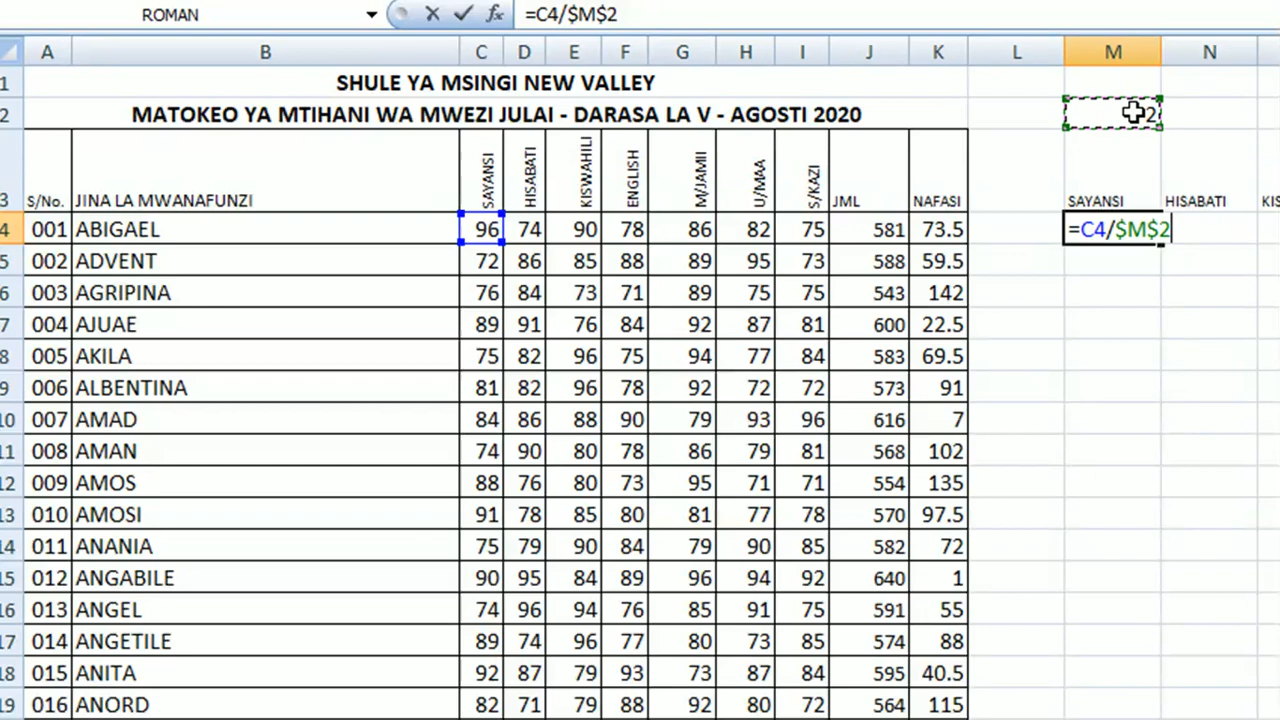 ROMAN =C4/$M$2
A B C D E F G H I J K L M N
1 SHULE YA MSINGI NEW VALLEY
2 MATOKEO YA MTIHANI WA MWEZI JULAI - DARASA LA V - AGOSTI 2020 2
3 S/No. JINA LA MWANAFUNZI SAYANSI HISABATI KISWAHILI ENGLISH M/JAMII U/MAA S/KAZI JML NAFASI SAYANSI HISABATI KIS
4 001 ABIGAEL 96 74 90 78 86 82 75 581 73.5 =C4/$M$2
5 002 ADVENT 72 86 85 88 89 95 73 588 59.5
6 003 AGRIPINA 76 84 73 71 89 75 75 543 142
7 004 AJUAE 89 91 76 84 92 87 81 600 22.5
8 005 AKILA 75 82 96 75 94 77 84 583 69.5
9 006 ALBENTINA 81 82 96 78 92 72 72 573 91
10 007 AMAD 84 86 88 90 79 93 96 616 7
11 008 AMAN 74 90 80 78 86 79 81 568 102
12 009 AMOS 88 76 80 73 95 71 71 554 135
13 010 AMOSI 91 78 85 80 81 77 78 570 97.5
14 011 ANANIA 75 79 90 84 79 90 85 582 72
15 012 ANGABILE 90 95 84 89 96 94 92 640 1
16 013 ANGEL 74 96 94 76 85 91 75 591 55
17 014 ANGETILE 89 74 96 77 80 73 85 574 88
18 015 ANITA 92 87 79 93 73 87 84 595 40.5
19 016 ANORD 82 71 79 88 92 80 72 564 115